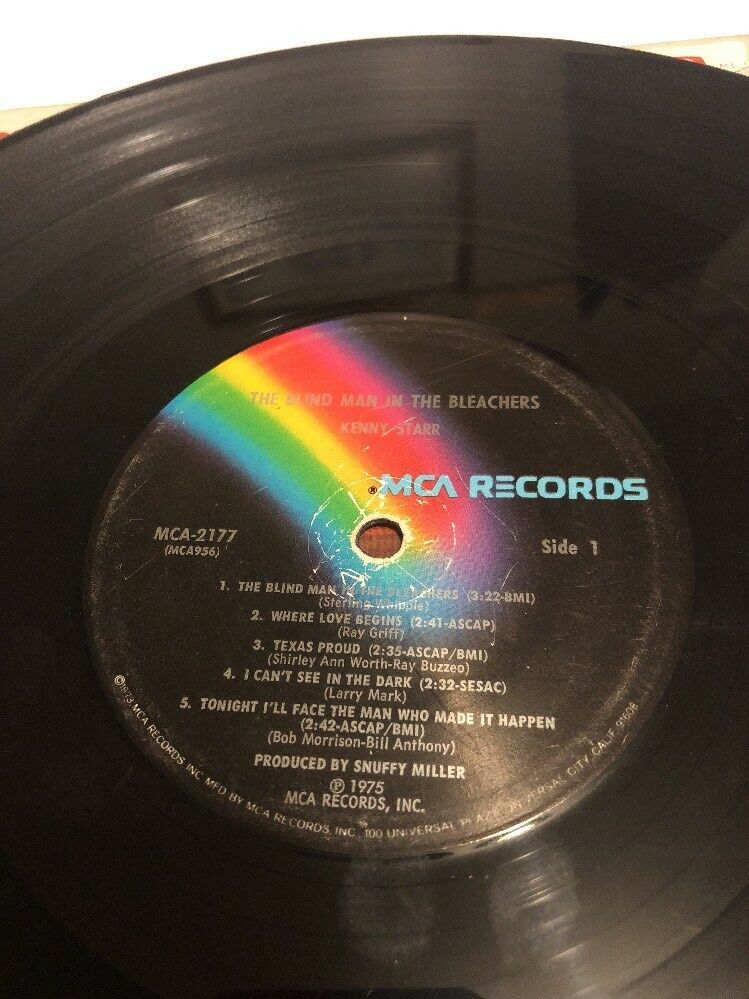 THE BLIND MAN IN THE BLEACHERS
KENNY STARR
® MCA RECORDS
MCA-2177
(MCA956)
Side 1
1. THE BLIND MAN IN THE BLEACHERS (3:22-BMI)
(Sterling Whipple)
2. WHERE LOVE BEGINS (2:41-ASCAP)
(Ray Griff)
3. TEXAS PROUD (2:35-ASCAP/BMI)
(Shirley Ann Worth-Ray Buzzeo)
4. I CAN'T SEE IN THE DARK (2:32-SESAC)
(Larry Mark)
5. TONIGHT I'LL FACE THE MAN WHO MADE IT HAPPEN
(2:42-ASCAP/BMI)
(Bob Morrison-Bill Anthony)
PRODUCED BY SNUFFY MILLER
℗ 1975
MCA RECORDS, INC.
©1973 MCA RECORDS INC MFD BY MCA RECORDS, INC. 100 UNIVERSAL PLAZA, UNIVERSAL CITY, CALIF.